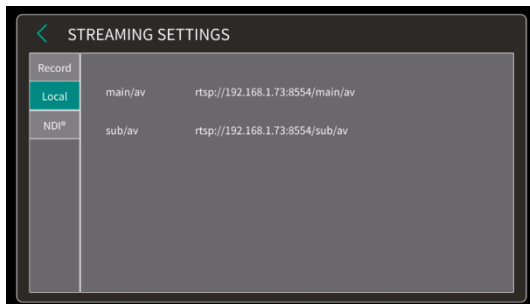 STREAMING SETTINGS
Record
Local
NDI®
main/av rtsp://192.168.1.73:8554/main/av
sub/av rtsp://192.168.1.73:8554/sub/av